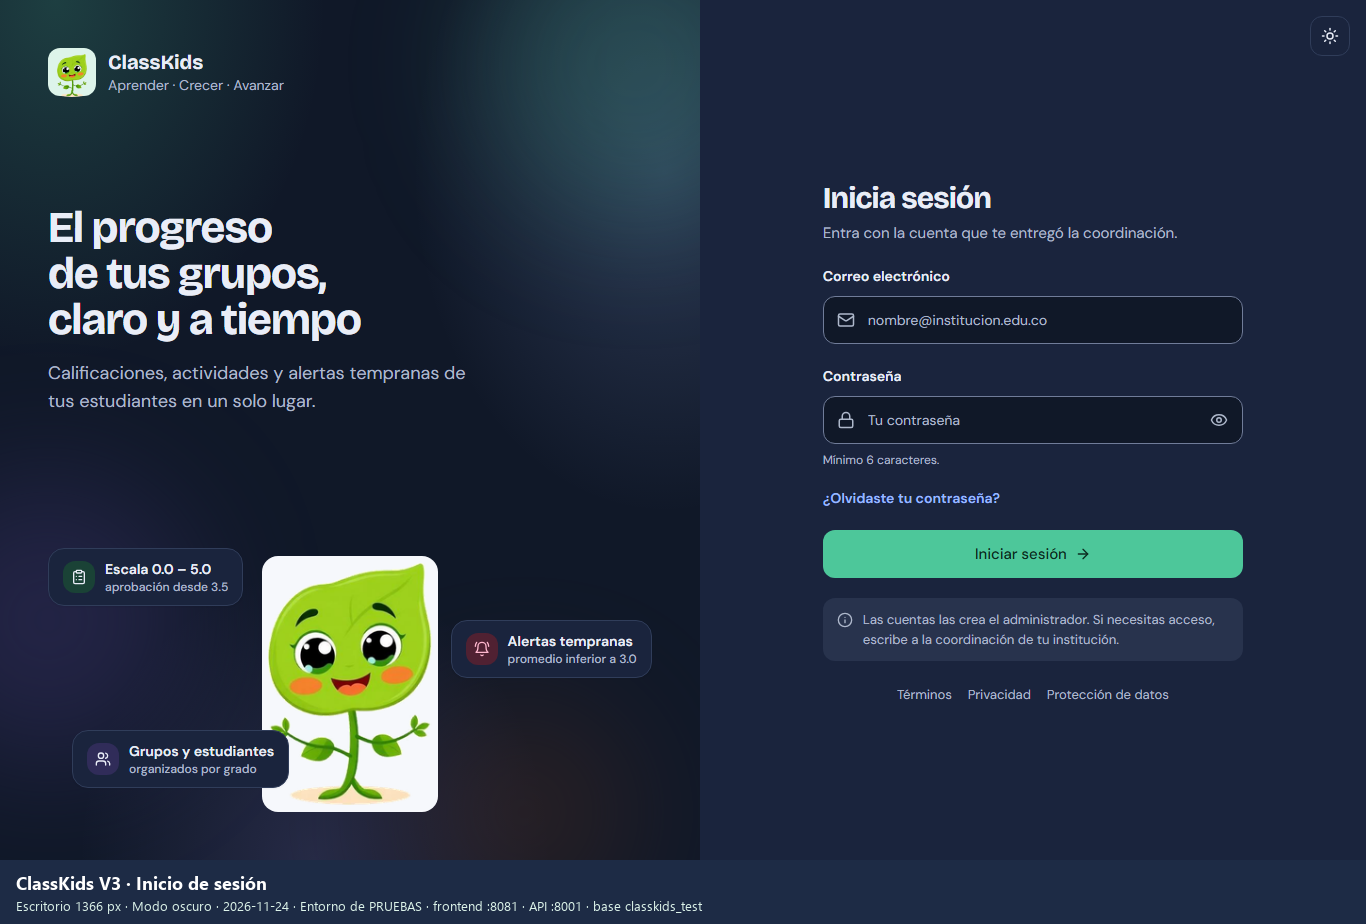 ClassKids
Aprender · Crecer · Avanzar
El progreso
de tus grupos,
claro y a tiempo
Calificaciones, actividades y alertas tempranas de
tus estudiantes en un solo lugar.
Escala 0.0 – 5.0
aprobación desde 3.5
Alertas tempranas
promedio inferior a 3.0
Grupos y estudiantes
organizados por grado
Inicia sesión
Entra con la cuenta que te entregó la coordinación.
Correo electrónico
nombre@institucion.edu.co
Contraseña
Tu contraseña
Mínimo 6 caracteres.
¿Olvidaste tu contraseña?
Iniciar sesión →
Las cuentas las crea el administrador. Si necesitas acceso,
escribe a la coordinación de tu institución.
Términos Privacidad Protección de datos
ClassKids V3 · Inicio de sesión
Escritorio 1366 px · Modo oscuro · 2026-11-24 · Entorno de PRUEBAS · frontend :8081 · API :8001 · base classkids_test